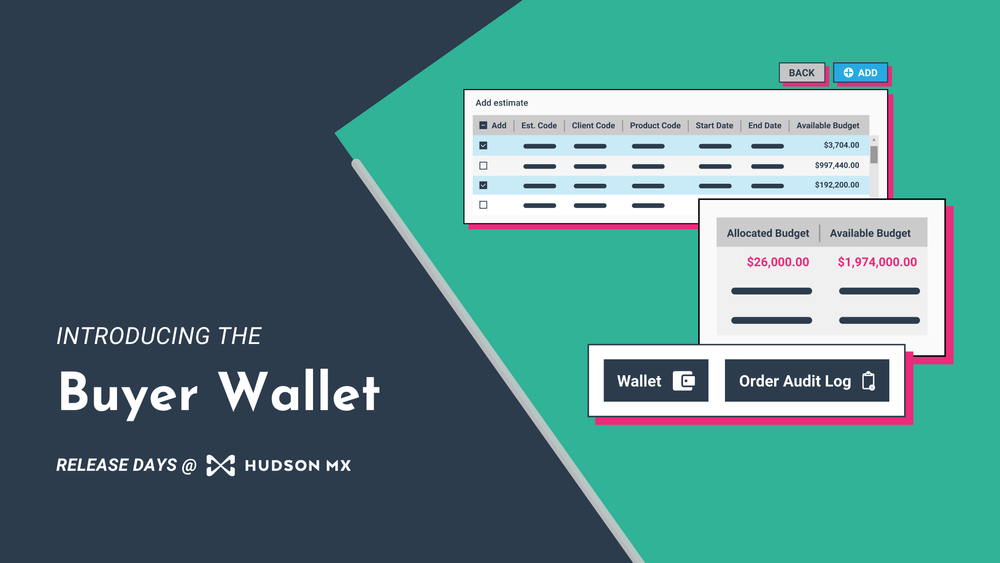 INTRODUCING THE
Buyer Wallet
RELEASE DAYS @ HUDSON MX
BACK ADD
Add estimate
Add Est. Code Client Code Product Code Start Date End Date Available Budget
$3,704.00
$997,440.00
$192,200.00
Allocated Budget Available Budget
$26,000.00 $1,974,000.00
Wallet Order Audit Log